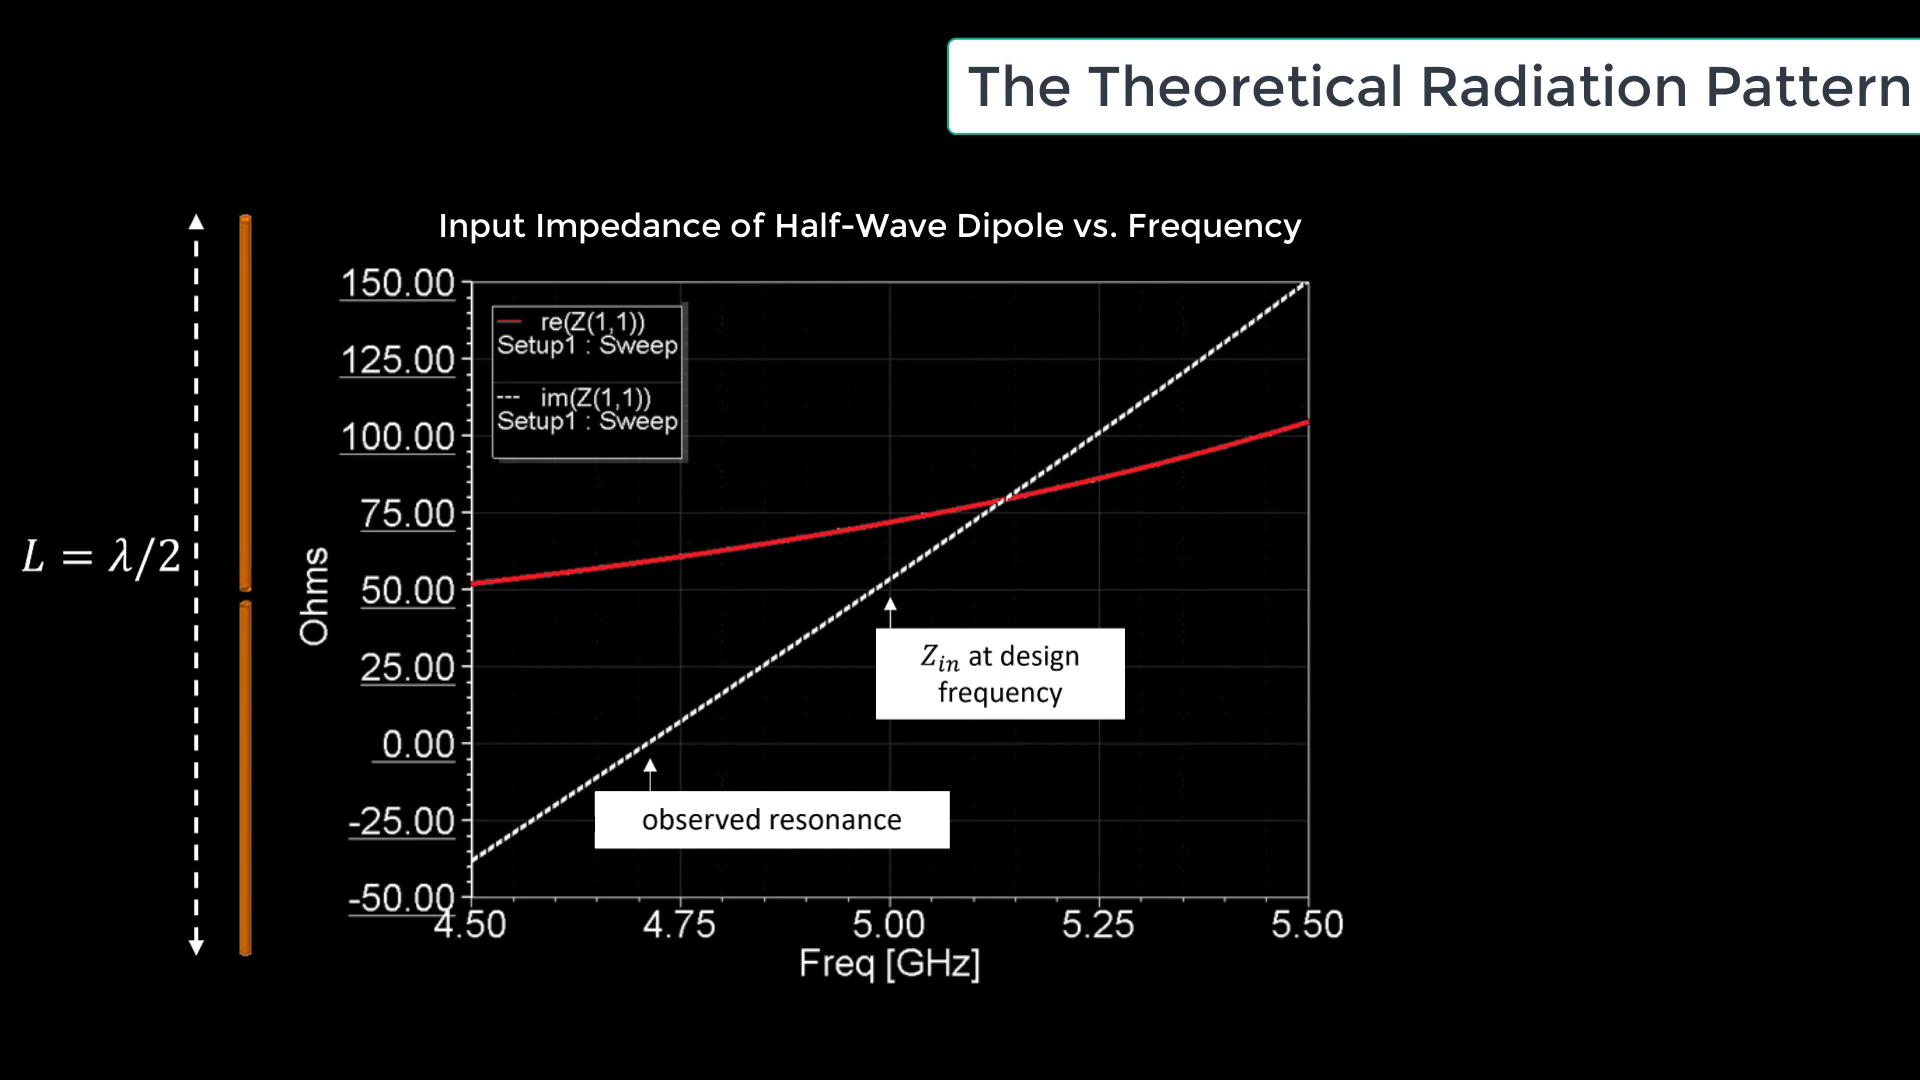 The Theoretical Radiation Pattern
Input Impedance of Half-Wave Dipole vs. Frequency
150.00
125.00
100.00
75.00
50.00
25.00
0.00
-25.00
-50.00
Ohms
re(Z(1,1))
Setup1 : Sweep
im(Z(1,1))
Setup1 : Sweep
L = λ/2
Z_in at design
frequency
observed resonance
4.50 4.75 5.00 5.25 5.50
Freq [GHz]